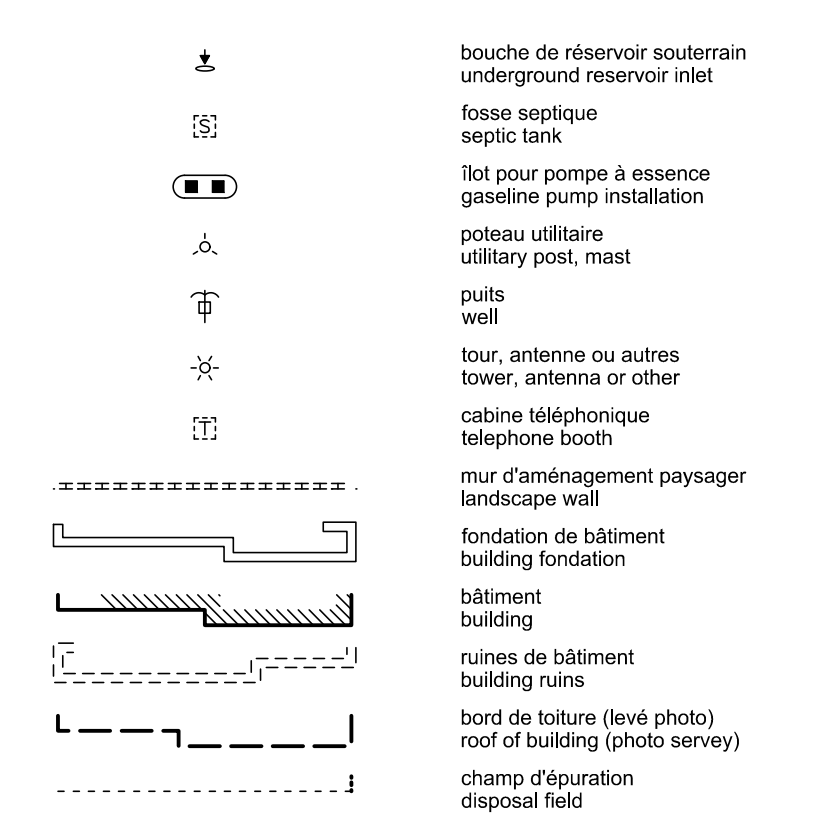 bouche de réservoir souterrain
underground reservoir inlet
S
fosse septique
septic tank
îlot pour pompe à essence
gaseline pump installation
poteau utilitaire
utilitary post, mast
puits
well
tour, antenne ou autres
tower, antenna or other
T
cabine téléphonique
telephone booth
mur d'aménagement paysager
landscape wall
fondation de bâtiment
building fondation
bâtiment
building
ruines de bâtiment
building ruins
bord de toiture (levé photo)
roof of building (photo servey)
champ d'épuration
disposal field